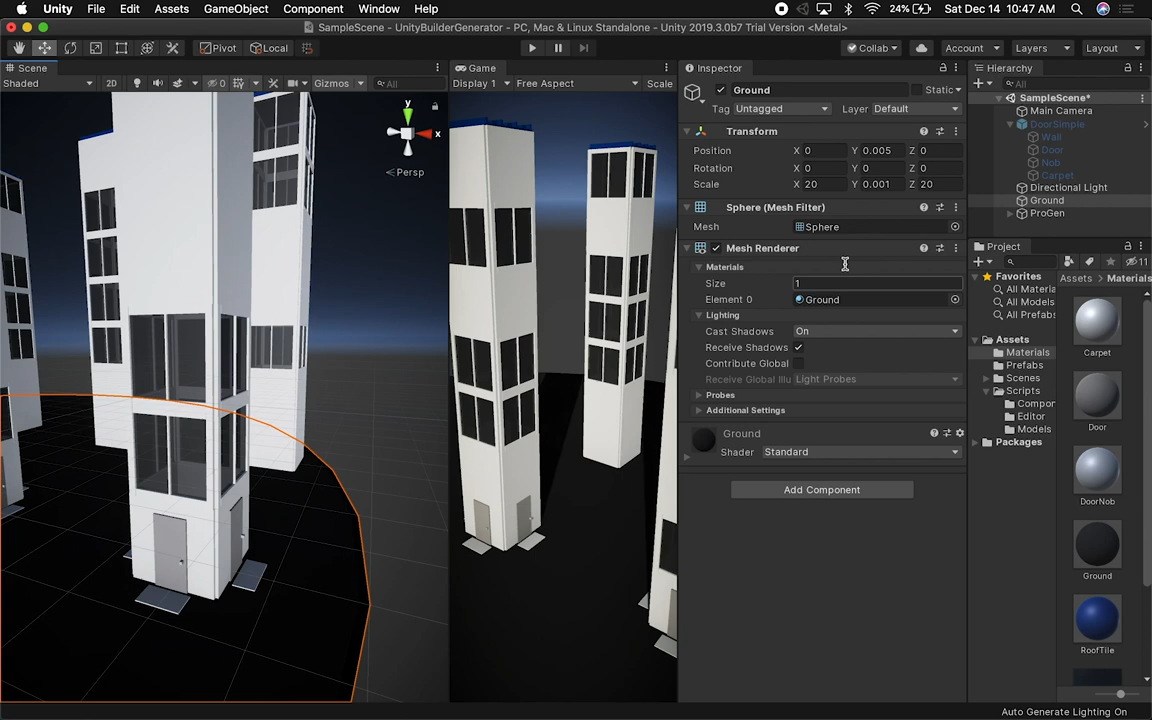 Unity File Edit Assets GameObject Component Window Help 24% Sat Dec 14 10:47 AM
SampleScene - UnityBuilderGenerator - PC, Mac & Linux Standalone - Unity 2019.3.0b7 Trial Version <Metal>
Pivot Local Collab Account Layers Layout
Scene
Shaded 2D 0 Gizmos All
y
x
Persp
Game
Display 1 Free Aspect Scale
Inspector
Ground Static
Tag Untagged Layer Default
Transform
Position X 0 Y 0.005 Z 0
Rotation X 0 Y 0 Z 0
Scale X 20 Y 0.001 Z 20
Sphere (Mesh Filter)
Mesh Sphere
Mesh Renderer
Materials
Size 1
Element 0 Ground
Lighting
Cast Shadows On
Receive Shadows
Contribute Global
Receive Global Illu Light Probes
Probes
Additional Settings
Ground
Shader Standard
Add Component
Hierarchy
All
SampleScene*
Main Camera
DoorSimple
Wall
Door
Nob
Carpet
Directional Light
Ground
ProGen
Project
11
Favorites
All Materia
All Models
All Prefabs
Assets
Materials
Prefabs
Scenes
Scripts
Compor
Editor
Models
Packages
Assets > Materials
Carpet
Door
DoorNob
Ground
RoofTile
Auto Generate Lighting On